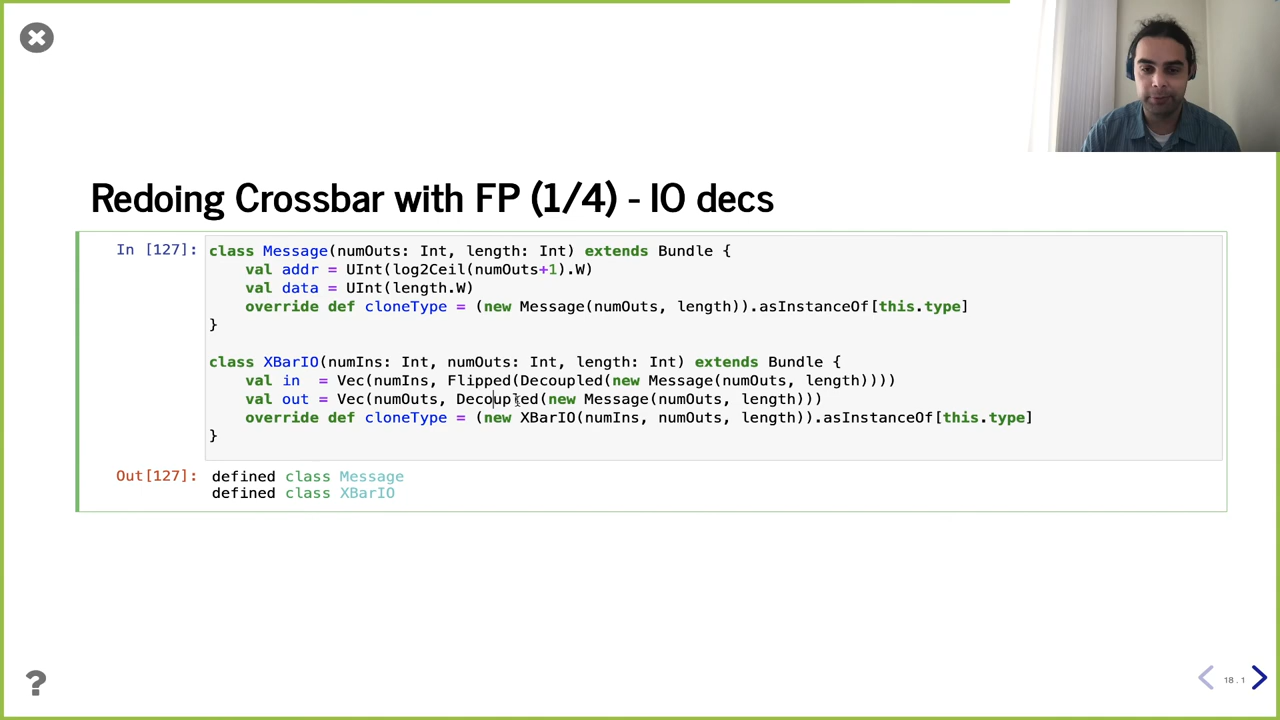 Redoing Crossbar with FP (1/4) - IO decs
In [127]:
class Message(numOuts: Int, length: Int) extends Bundle {
    val addr = UInt(log2Ceil(numOuts+1).W)
    val data = UInt(length.W)
    override def cloneType = (new Message(numOuts, length)).asInstanceOf[this.type]
}
class XBarIO(numIns: Int, numOuts: Int, length: Int) extends Bundle {
    val in  = Vec(numIns, Flipped(Decoupled(new Message(numOuts, length))))
    val out = Vec(numOuts, Decoupled(new Message(numOuts, length)))
    override def cloneType = (new XBarIO(numIns, numOuts, length)).asInstanceOf[this.type]
}
Out[127]:
defined class Message
defined class XBarIO
?
18.1